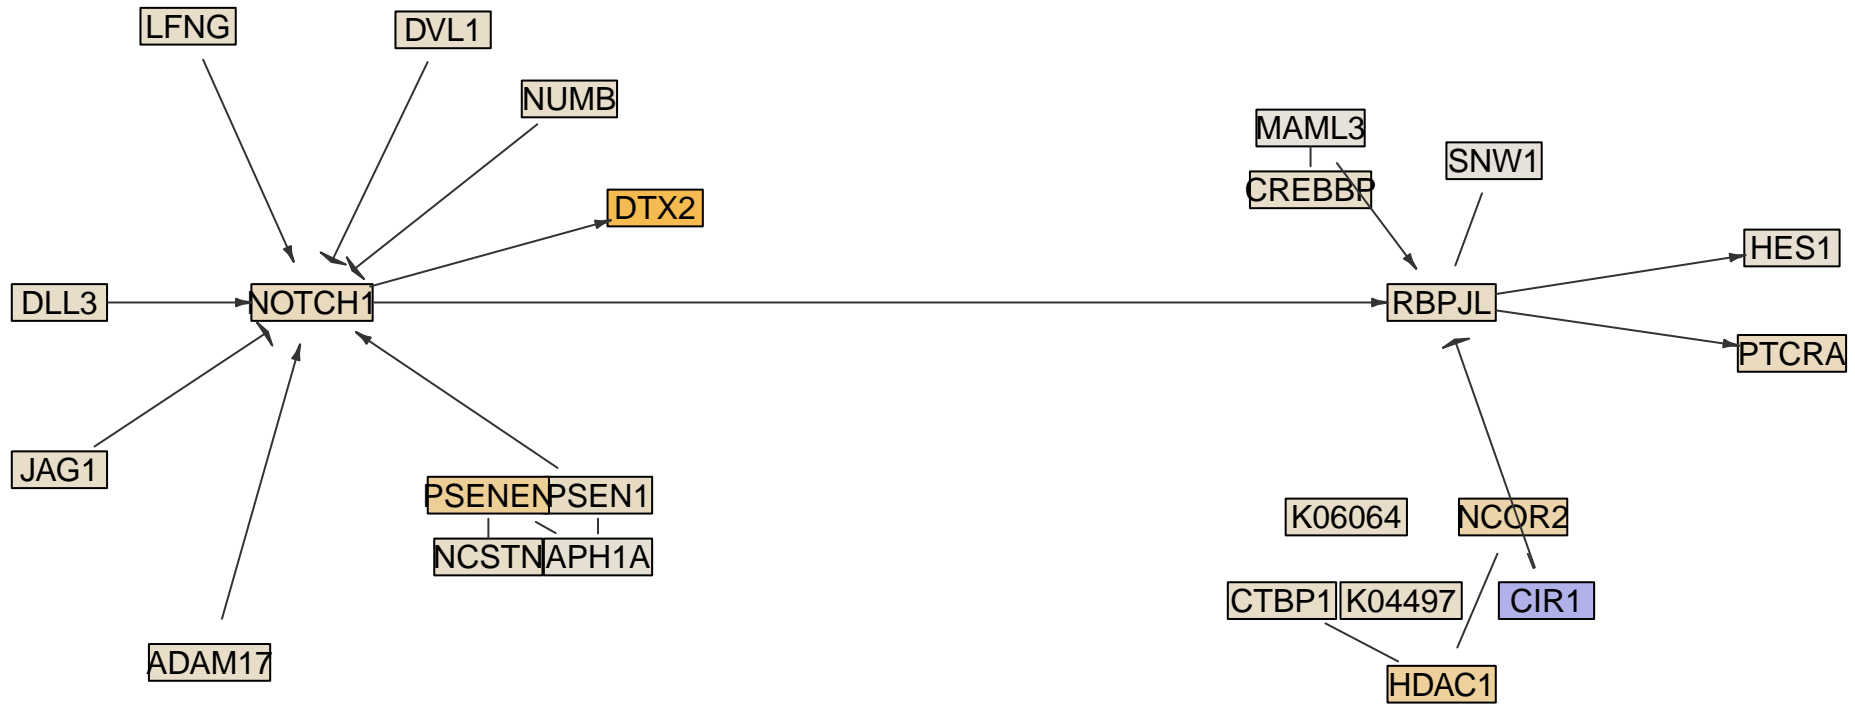 LFNG
DVL1
NUMB
MAML3
SNW1
CREBBP
DTX2
HES1
DLL3
NOTCH1
RBPJL
PTCRA
JAG1
PSENEN
PSEN1
K06064
NCOR2
NCSTN
APH1A
CTBP1
K04497
CIR1
ADAM17
HDAC1